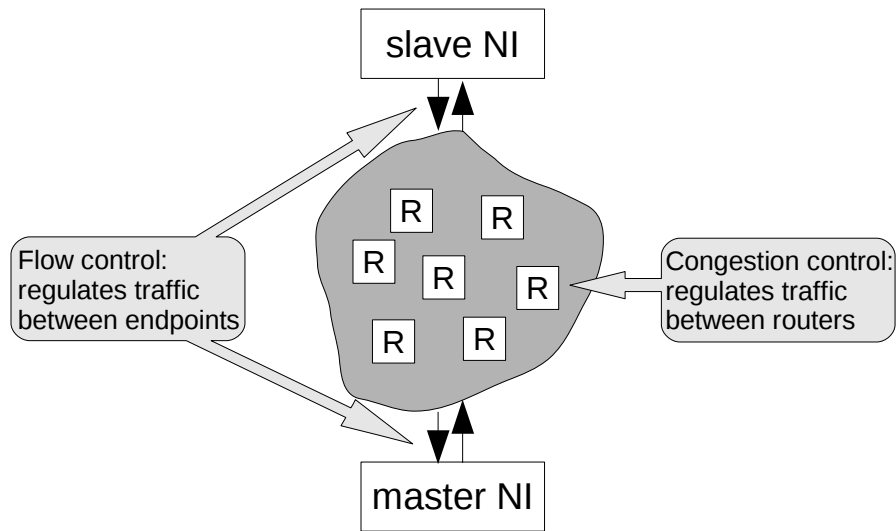 slave NI
R
R
R
R
R
R
R
Flow control:
regulates traffic
between endpoints
Congestion control:
regulates traffic
between routers
master NI